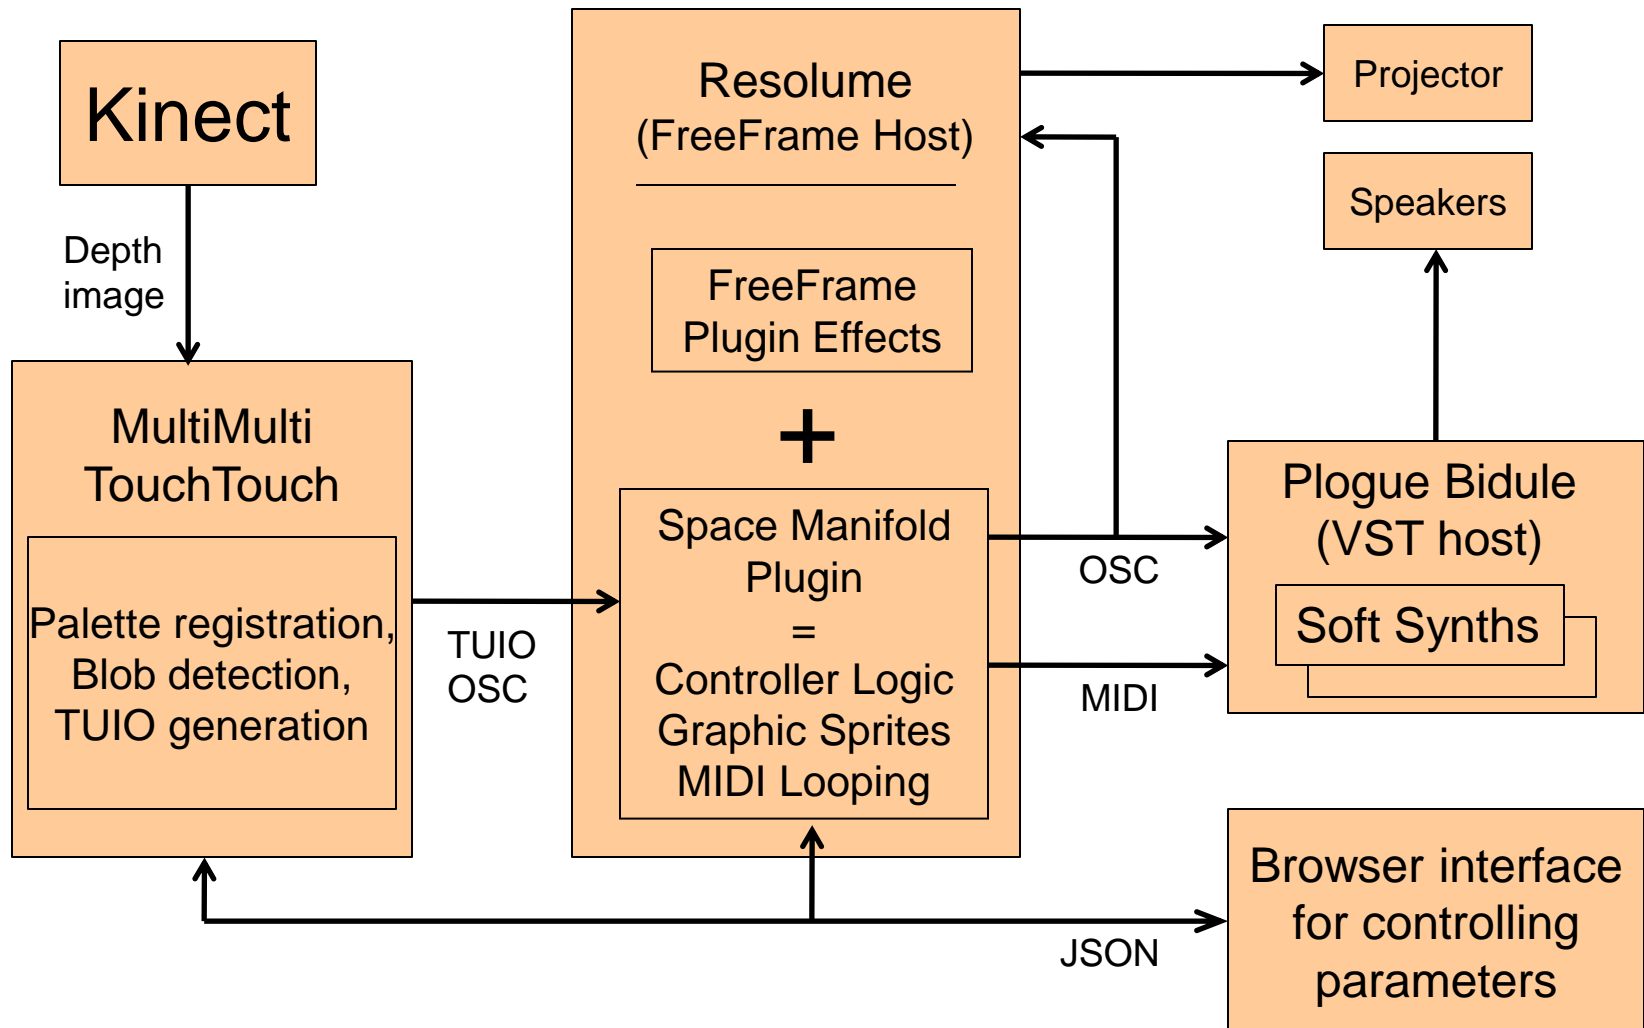 Kinect
Depth
image
MultiMulti
TouchTouch
Palette registration,
Blob detection,
TUIO generation
TUIO
OSC
Resolume
(FreeFrame Host)
FreeFrame
Plugin Effects
+
Space Manifold
Plugin
=
Controller Logic
Graphic Sprites
MIDI Looping
OSC
MIDI
JSON
Projector
Speakers
Plogue Bidule
(VST host)
Soft Synths
Browser interface
for controlling
parameters